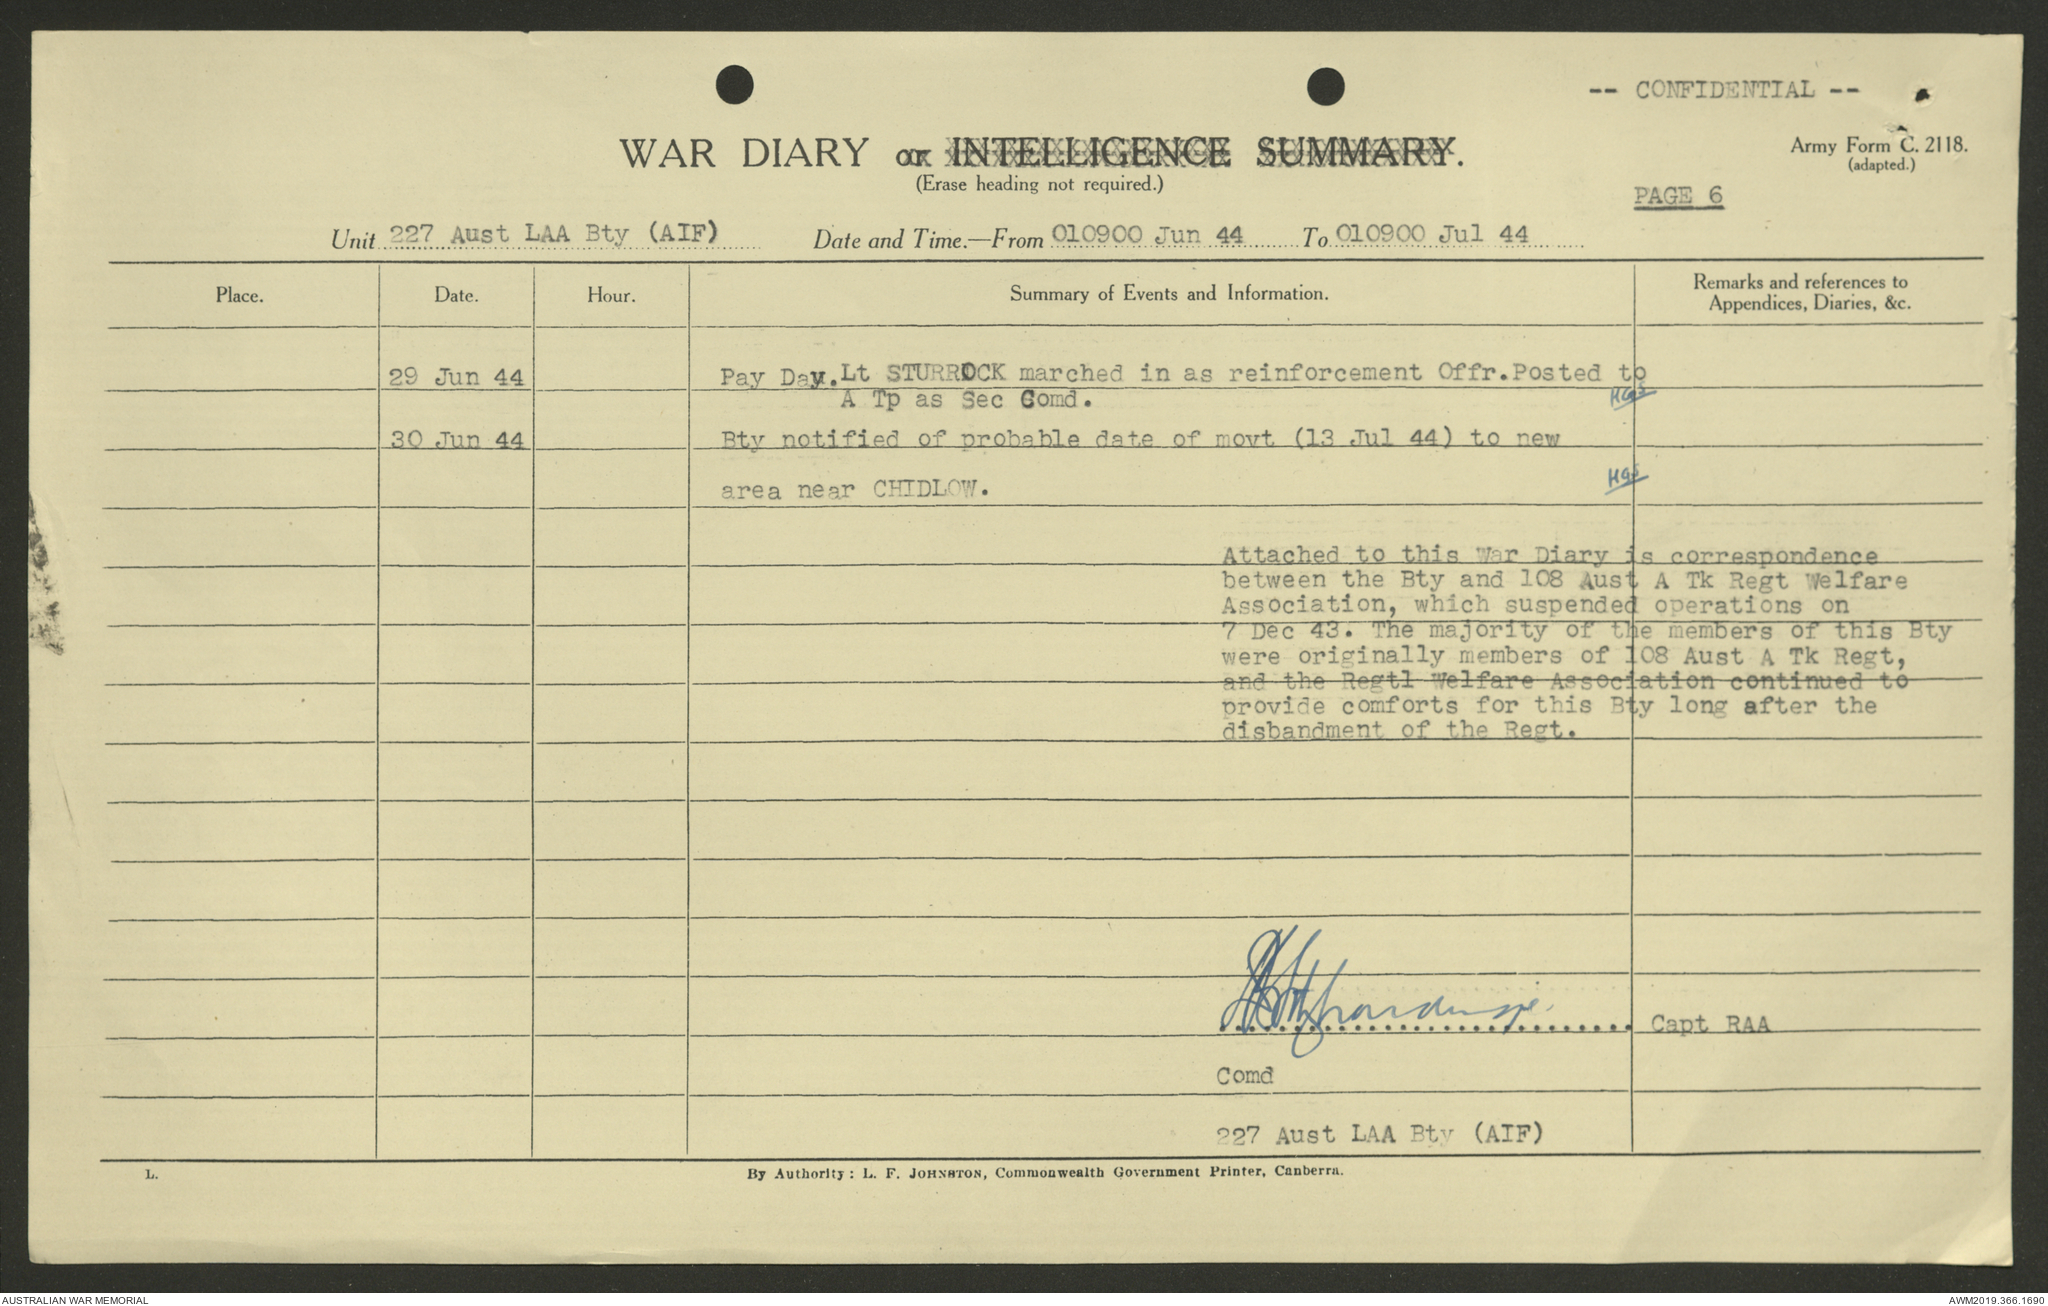 -- CONFIDENTIAL --
WAR DIARY or INTELLIGENCE SUMMARY.
(Erase heading not required.)
Army Form C. 2118.
(adapted.)
PAGE 6
Unit 227 Aust LAA Bty (AIF) Date and Time.—From 010900 Jun 44 To 010900 Jul 44
Place. Date. Hour. Summary of Events and Information. Remarks and references to
Appendices, Diaries, &c.
29 Jun 44 Pay Day. Lt STURROCK marched in as reinforcement Offr. Posted to
A Tp as Sec Comd. HGS
30 Jun 44 Bty notified of probable date of movt (13 Jul 44) to new
area near CHIDLOW. HGS
Attached to this War Diary is correspondence
between the Bty and 108 Aust A Tk Regt Welfare
Association, which suspended operations on
7 Dec 43. The majority of the members of this Bty
were originally members of 108 Aust A Tk Regt,
and the Regtl Welfare Association continued to
provide comforts for this Bty long after the
disbandment of the Regt.
Capt RAA
Comd
227 Aust LAA Bty (AIF)
L. By Authority: L. F. JOHNSTON, Commonwealth Government Printer, Canberra.
AUSTRALIAN WAR MEMORIAL AWM2019.366.1690